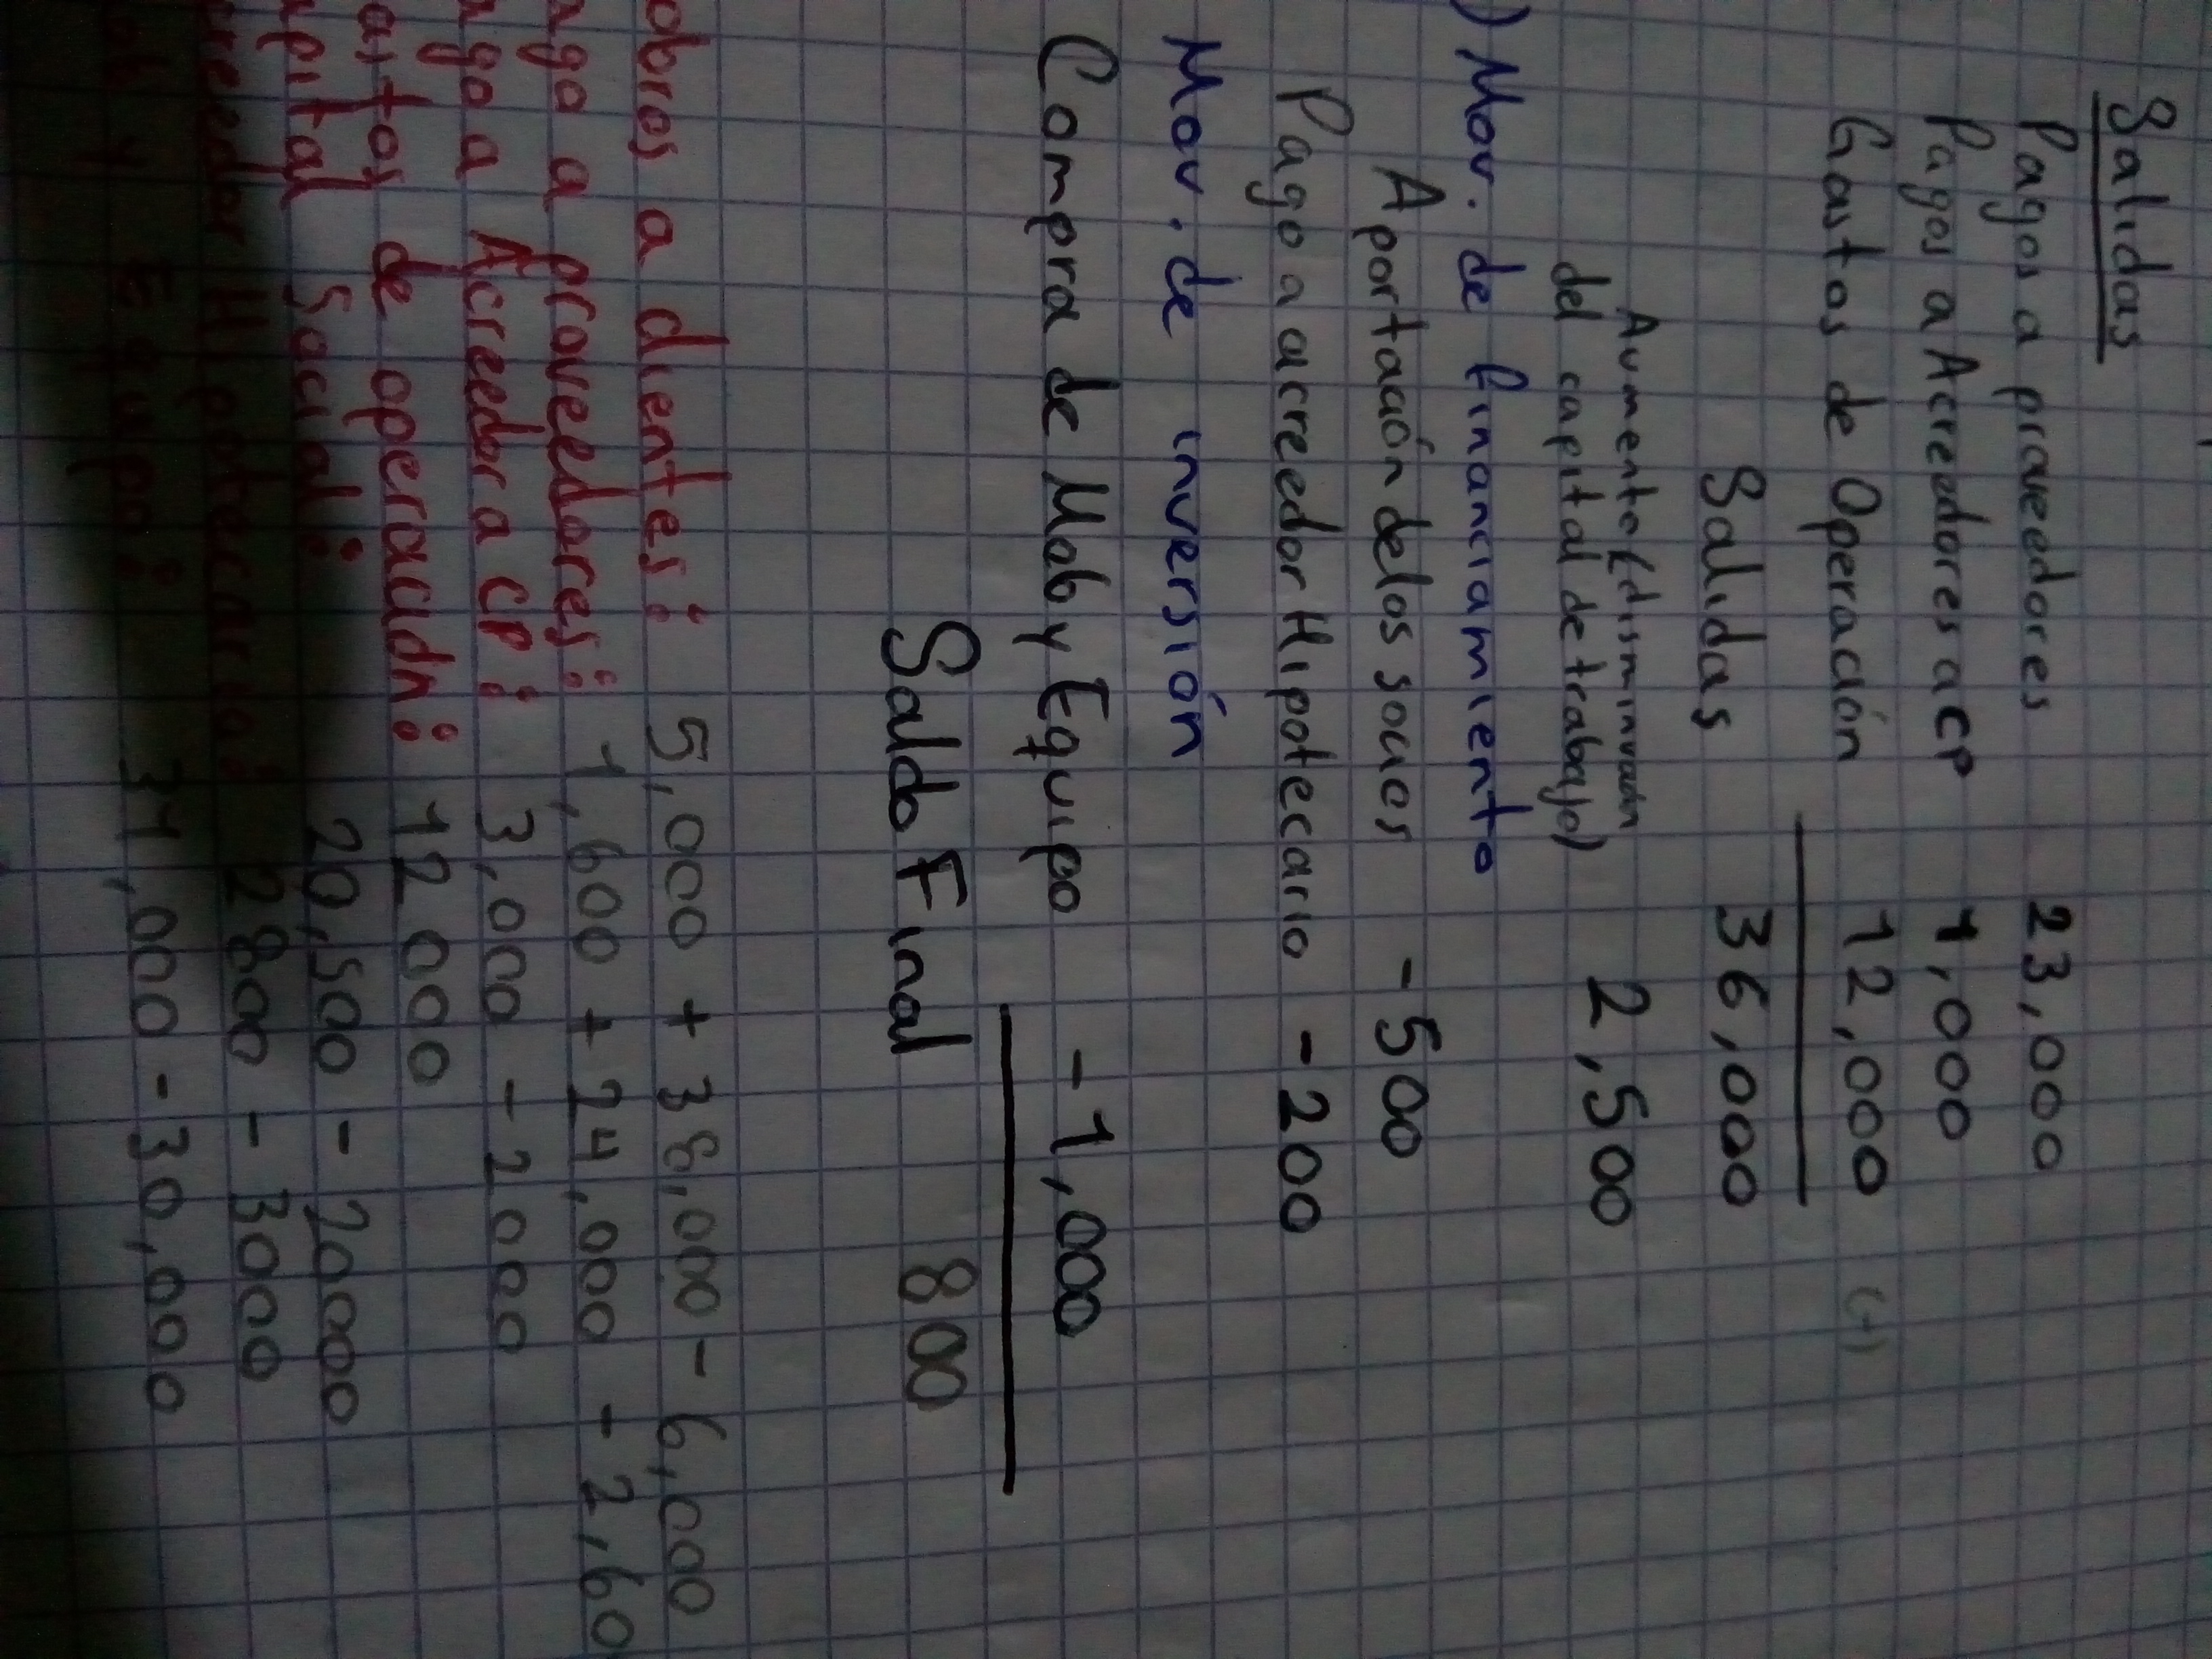 Salidas
Pagos a proveedores 23,000
Pagos a Acreedores a CP 1,000
Gastos de Operación 12,000 (-)
Salidas 36,000
Aumento (disminución
del capital de trabajo) 2,500
) Mov. de financiamiento
Aportación de los socios -500
Pago a acreedor Hipotecario -200
Mov. de inversión
Compra de Mob y Equipo -1,000
Saldo Final 800
obros a clientes: 5,000 + 38,000 - 6,000
ago a proveedores: 1,600 + 24,000 - 2,60
ago a Acreedor a CP: 3,000 - 2000
astos de operación: 12 000
apital Social: 20,500 - 20000
creedor Hipotecario: 2800 - 3000
ob y Equipo: 31,000 - 30,000